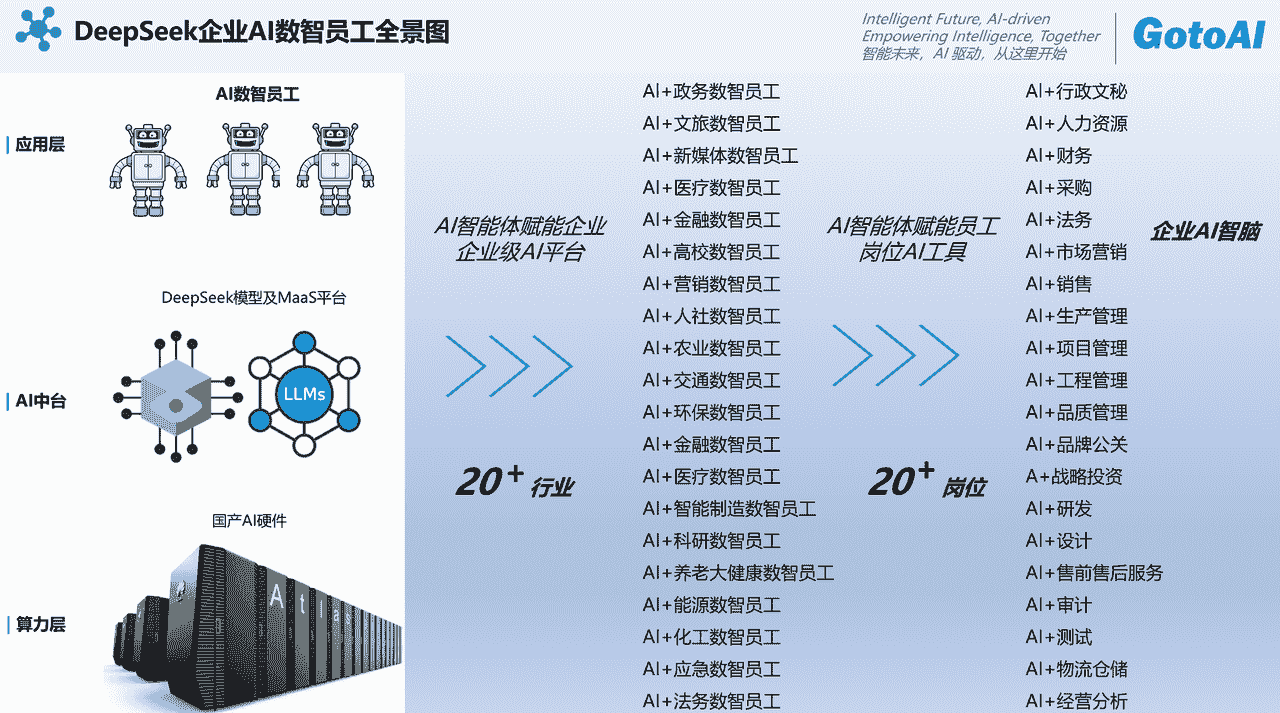 DeepSeek企业AI数智员工全景图
Intelligent Future, AI-driven
Empowering Intelligence, Together
智能未来，AI 驱动，从这里开始
GotoAI
AI数智员工
应用层
DeepSeek模型及MaaS平台
LLMs
AI中台
国产AI硬件
Atlas
算力层
AI智能体赋能企业
企业级AI平台
20+ 行业
AI+政务数智员工
AI+文旅数智员工
AI+新媒体数智员工
AI+医疗数智员工
AI+金融数智员工
AI+高校数智员工
AI+营销数智员工
AI+人社数智员工
AI+农业数智员工
AI+交通数智员工
AI+环保数智员工
AI+金融数智员工
AI+医疗数智员工
AI+智能制造数智员工
AI+科研数智员工
AI+养老大健康数智员工
AI+能源数智员工
AI+化工数智员工
AI+应急数智员工
AI+法务数智员工
AI智能体赋能员工
岗位AI工具
20+ 岗位
AI+行政文秘
AI+人力资源
AI+财务
AI+采购
AI+法务
AI+市场营销
AI+销售
AI+生产管理
AI+项目管理
AI+工程管理
AI+品质管理
AI+品牌公关
A+战略投资
AI+研发
AI+设计
AI+售前售后服务
AI+审计
AI+测试
AI+物流仓储
AI+经营分析
企业AI智脑